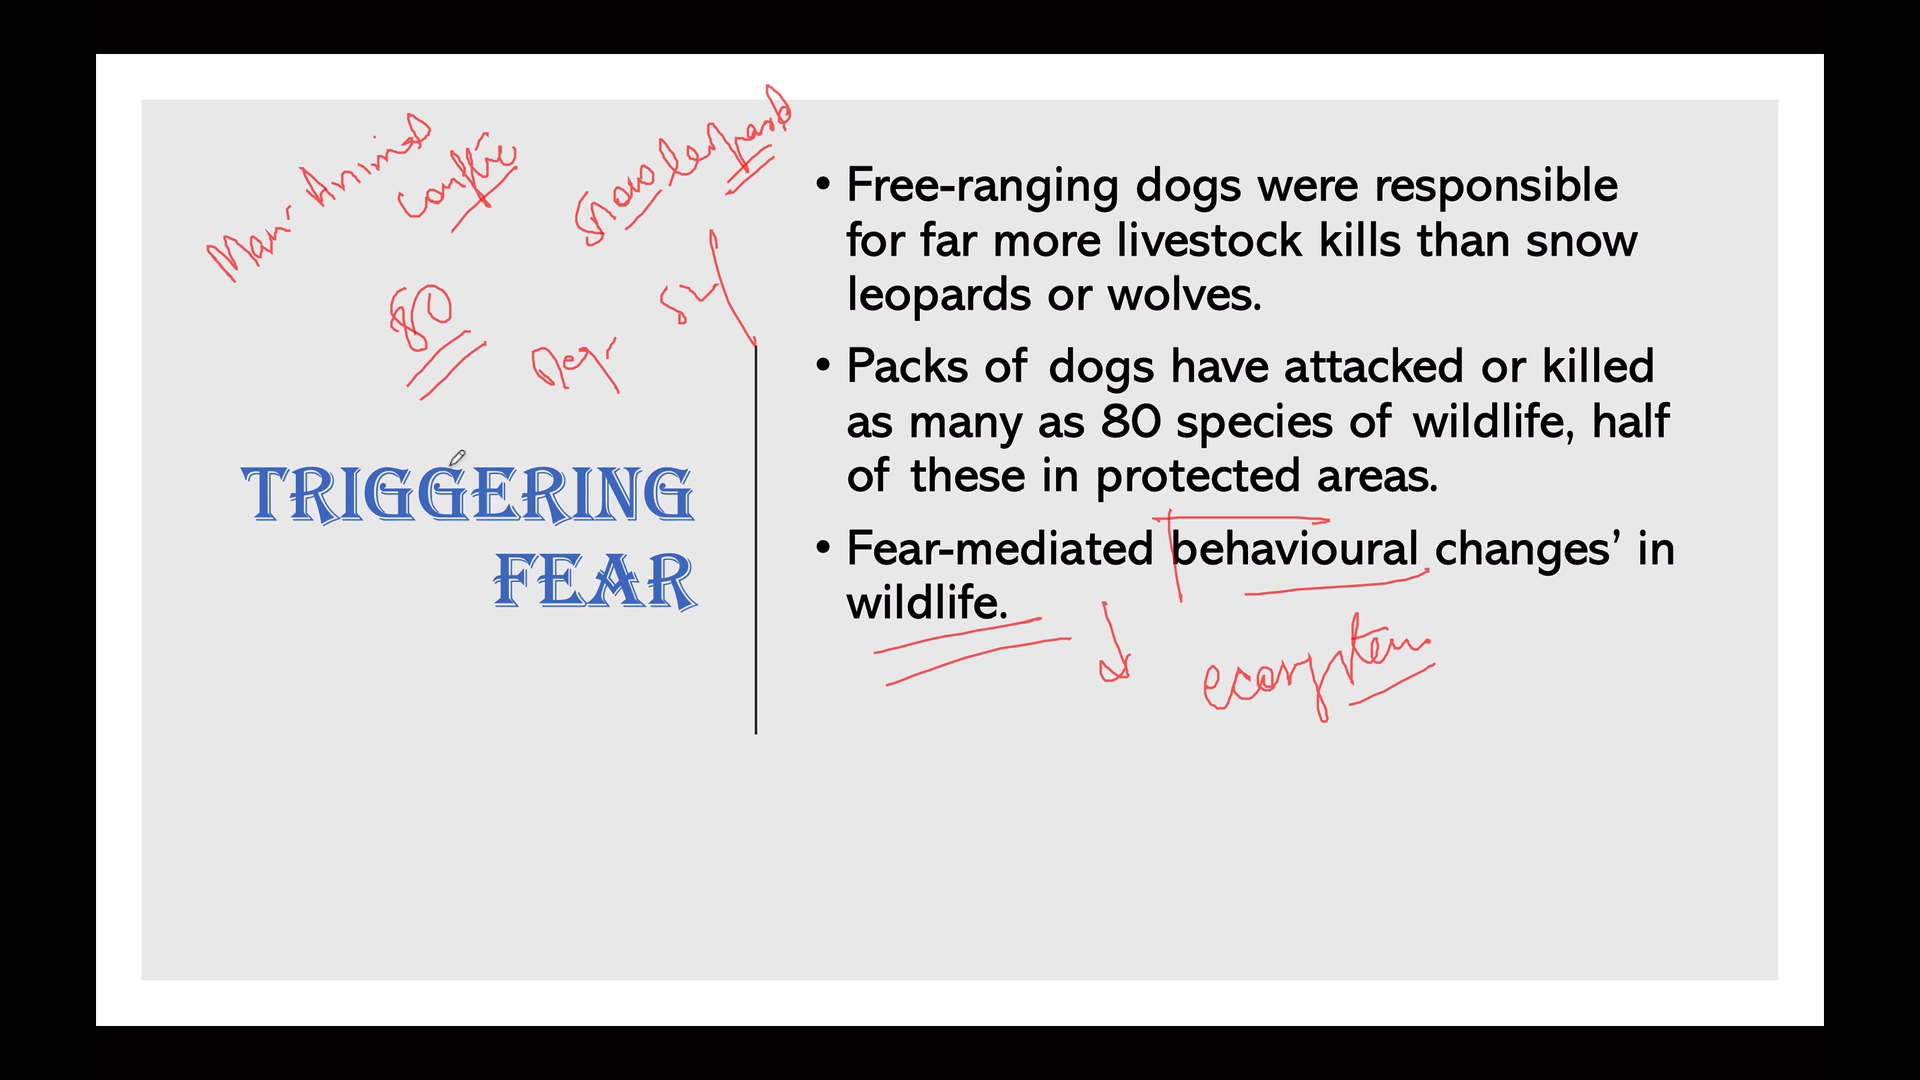 Man-Animal
Conflic
Snow leopard
80
TRIGGERING
FEAR
• Free-ranging dogs were responsible
for far more livestock kills than snow
leopards or wolves.
• Packs of dogs have attacked or killed
as many as 80 species of wildlife, half
of these in protected areas.
• Fear-mediated behavioural changes’ in
wildlife.
ecosystem